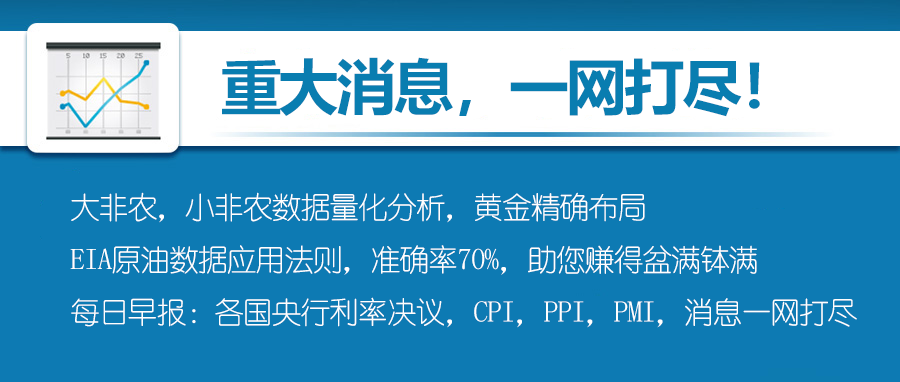 重大消息，一网打尽！
5 10 15 20 25
大非农，小非农数据量化分析，黄金精确布局
EIA原油数据应用法则，准确率70%，助您赚得盆满钵满
每日早报：各国央行利率决议，CPI，PPI，PMI，消息一网打尽